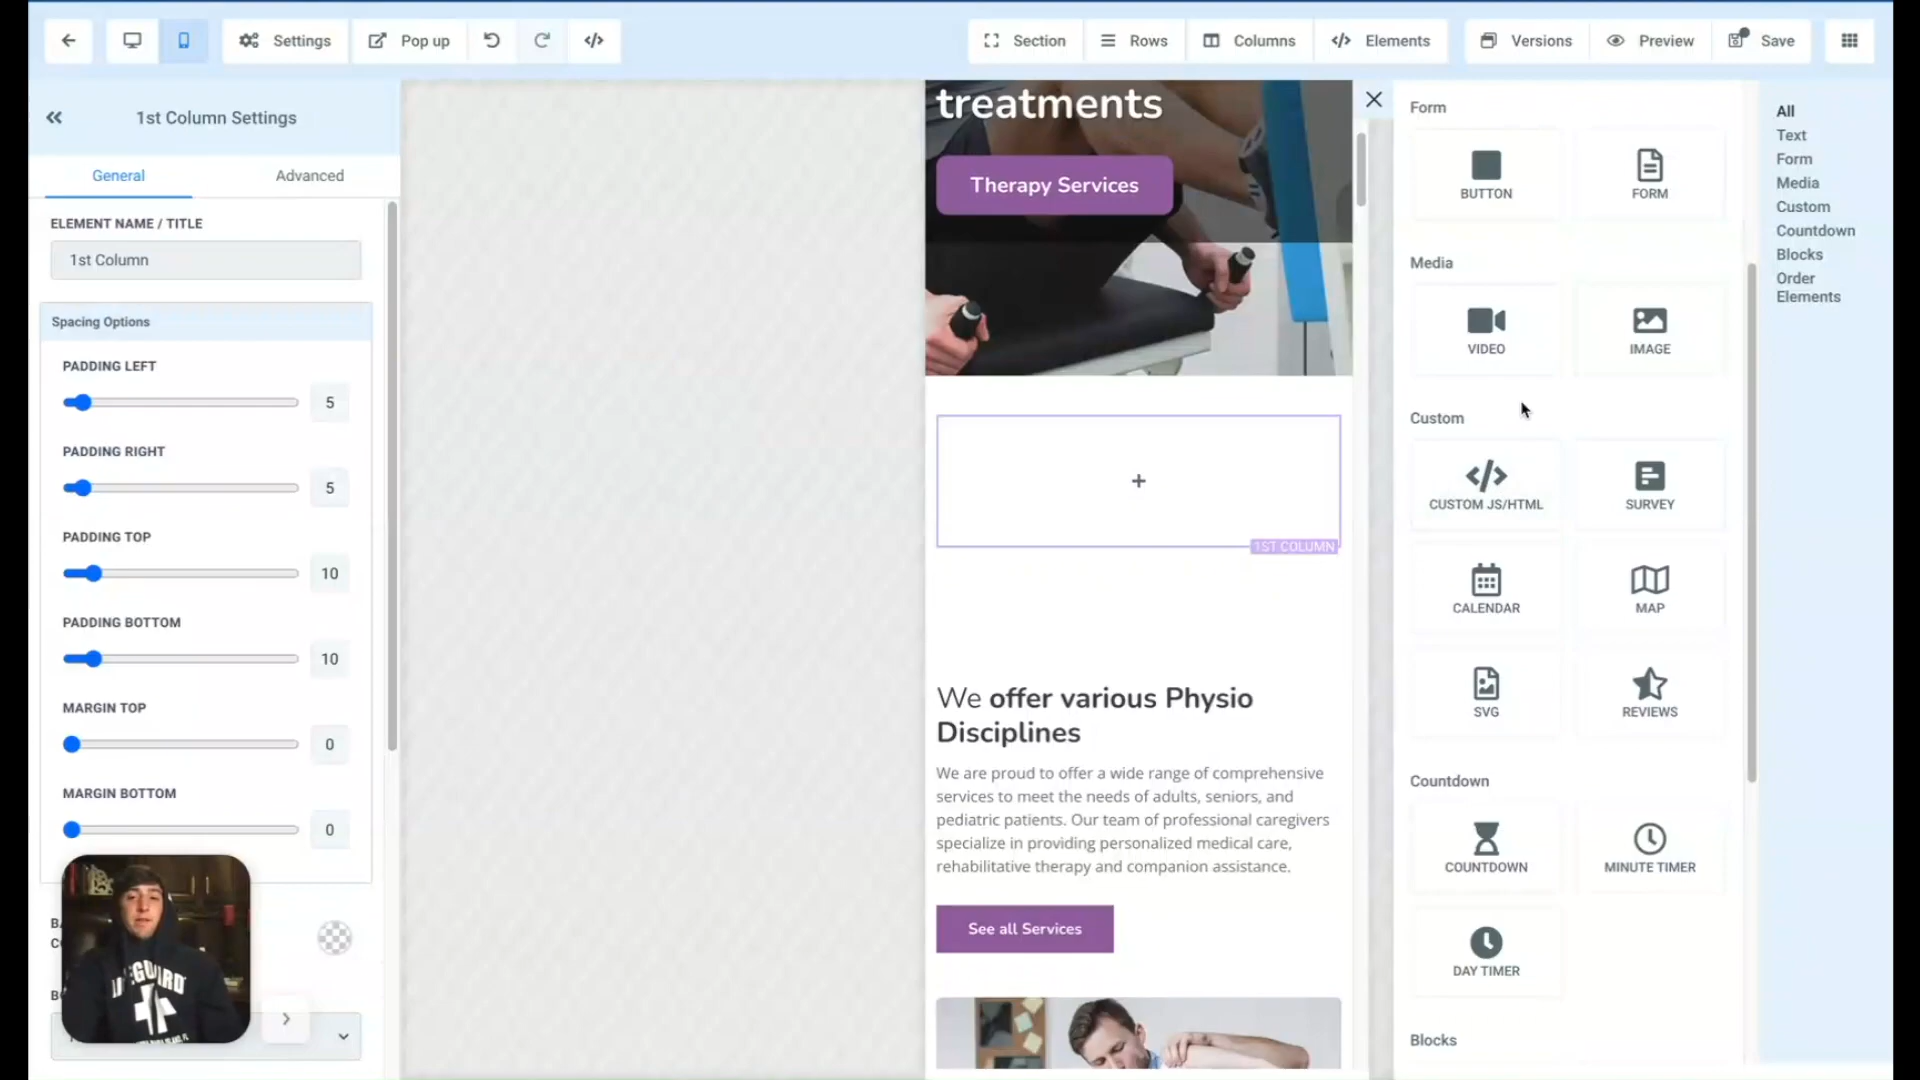 Settings
Pop up
Section
Rows
Columns
Elements
Versions
Preview
Save
1st Column Settings
General
Advanced
ELEMENT NAME / TITLE
1st Column
Spacing Options
PADDING LEFT
5
PADDING RIGHT
5
PADDING TOP
10
PADDING BOTTOM
10
MARGIN TOP
0
MARGIN BOTTOM
0
treatments
Therapy Services
1ST COLUMN
We offer various Physio
Disciplines
We are proud to offer a wide range of comprehensive
services to meet the needs of adults, seniors, and
pediatric patients. Our team of professional caregivers
specialize in providing personalized medical care,
rehabilitative therapy and companion assistance.
See all Services
Form
BUTTON
FORM
Media
VIDEO
IMAGE
Custom
CUSTOM JS/HTML
SURVEY
CALENDAR
MAP
SVG
REVIEWS
Countdown
COUNTDOWN
MINUTE TIMER
DAY TIMER
Blocks
All
Text
Form
Media
Custom
Countdown
Blocks
Order
Elements